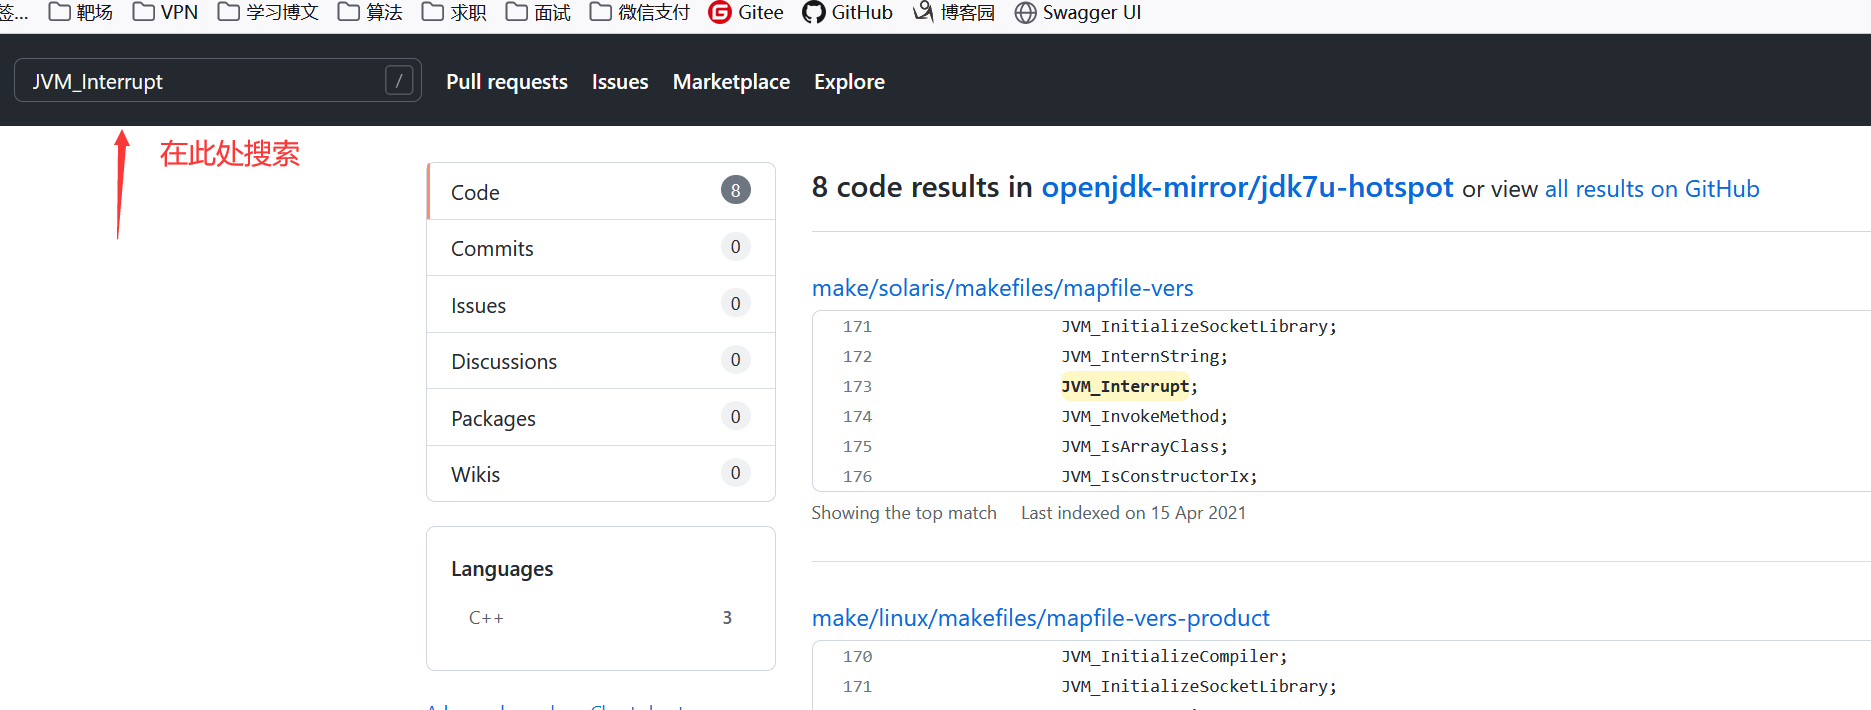 签... 靶场 VPN 学习博文 算法 求职 面试 微信支付 Gitee GitHub 博客园 Swagger UI
JVM_Interrupt / Pull requests Issues Marketplace Explore
在此处搜索
Code 8
Commits 0
Issues 0
Discussions 0
Packages 0
Wikis 0
Languages
C++ 3
8 code results in openjdk-mirror/jdk7u-hotspot or view all results on GitHub
make/solaris/makefiles/mapfile-vers
171 JVM_InitializeSocketLibrary;
172 JVM_InternString;
173 JVM_Interrupt;
174 JVM_InvokeMethod;
175 JVM_IsArrayClass;
176 JVM_IsConstructorIx;
Showing the top match Last indexed on 15 Apr 2021
make/linux/makefiles/mapfile-vers-product
170 JVM_InitializeCompiler;
171 JVM_InitializeSocketLibrary;